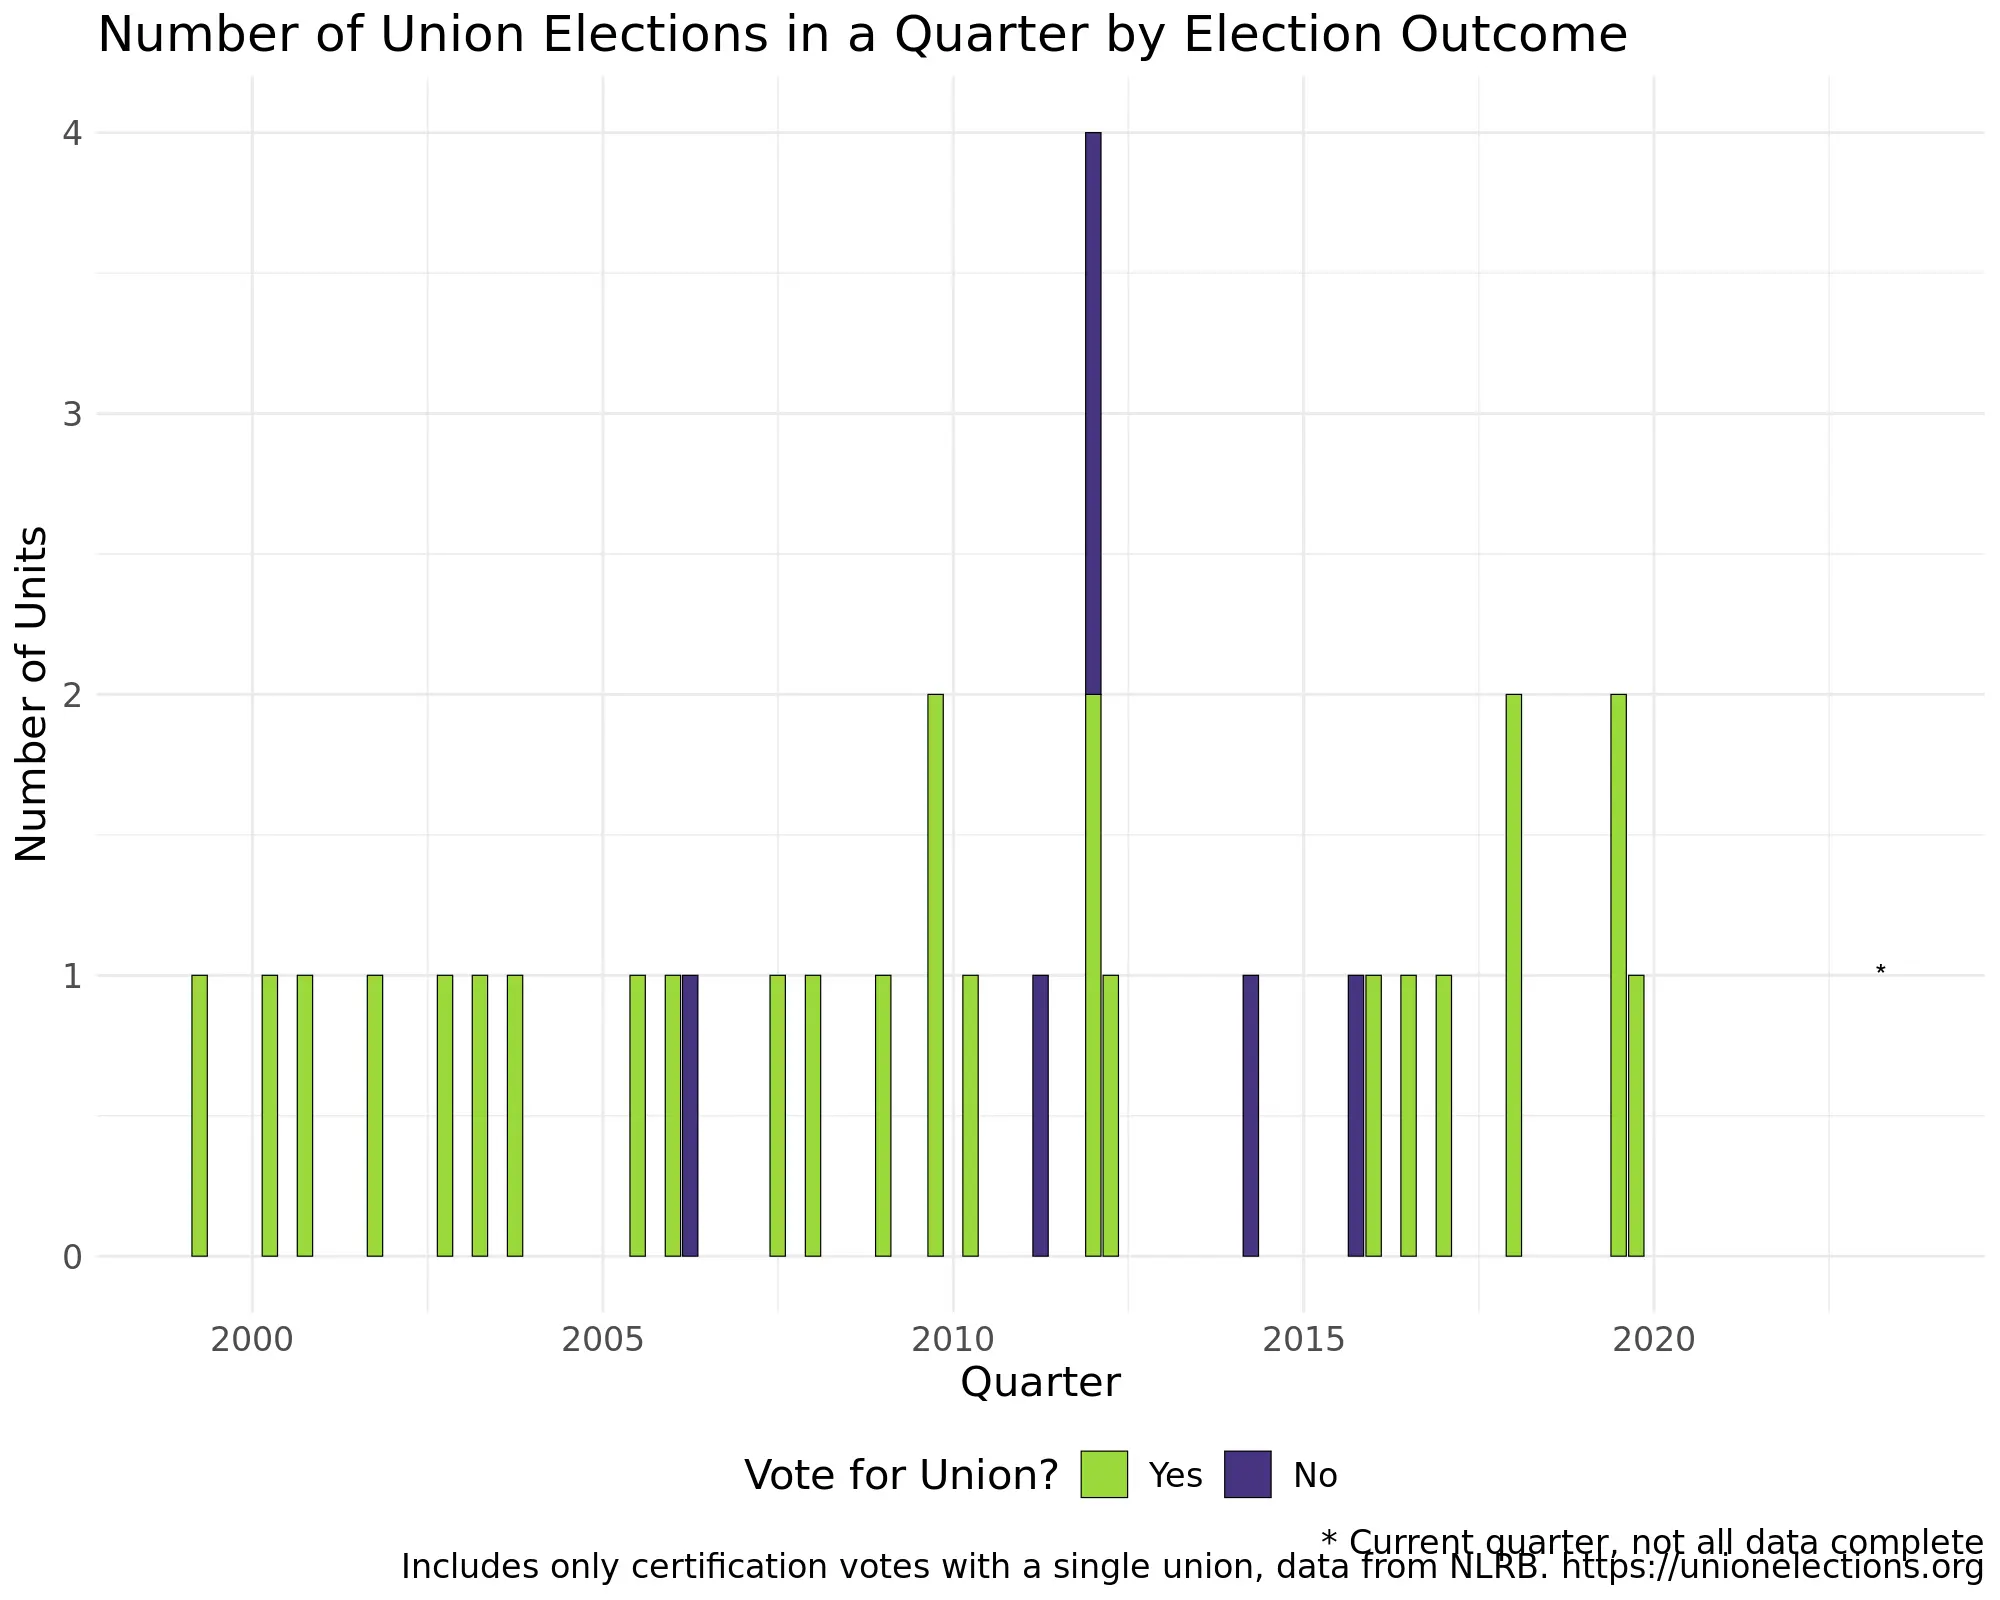 Number of Union Elections in a Quarter by Election Outcome
4
3
2
1
0
Number of Units
*
2000 2005 2010 2015 2020
Quarter
Vote for Union? Yes No
* Current quarter, not all data complete
Includes only certification votes with a single union, data from NLRB. https://unionelections.org